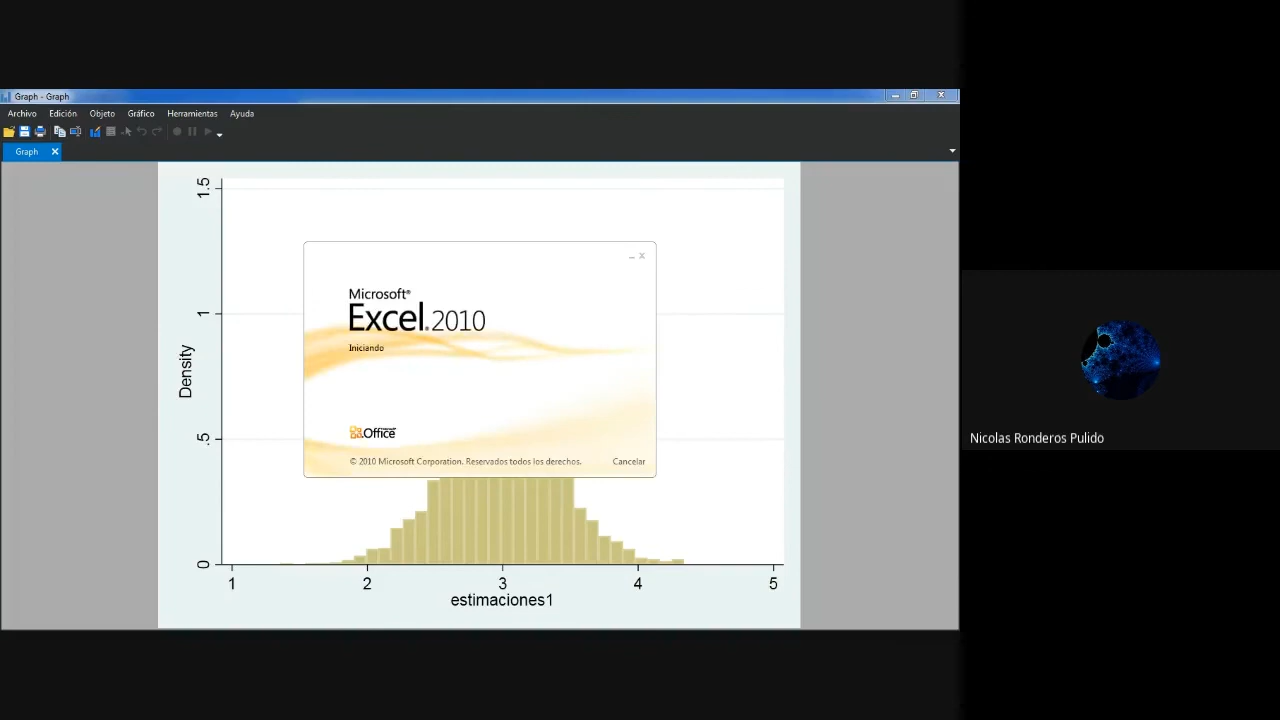 Graph - Graph
Archivo Edición Objeto Gráfico Herramientas Ayuda
Graph
1.5
1
.5
0
Density
Microsoft®
Excel® 2010
Iniciando
Office
© 2010 Microsoft Corporation. Reservados todos los derechos. Cancelar
1 2 3 4 5
estimaciones1
Nicolas Ronderos Pulido